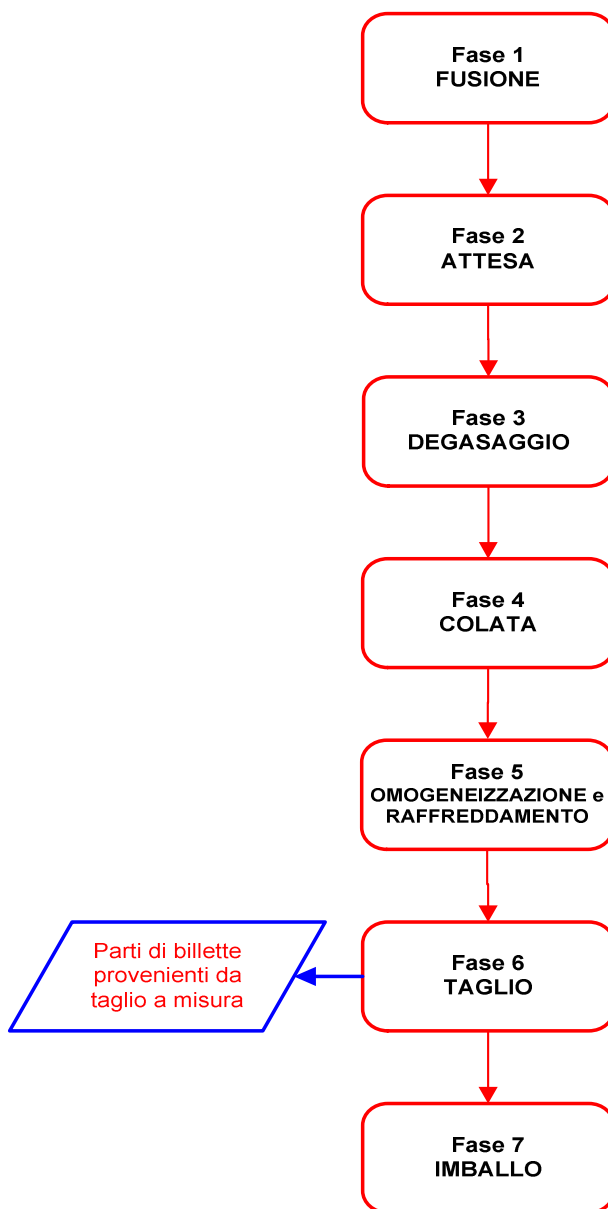 Fase 1
FUSIONE
Fase 2
ATTESA
Fase 3
DEGASAGGIO
Fase 4
COLATA
Fase 5
OMOGENEIZZAZIONE e
RAFFREDDAMENTO
Parti di billette
provenienti da
taglio a misura
Fase 6
TAGLIO
Fase 7
IMBALLO